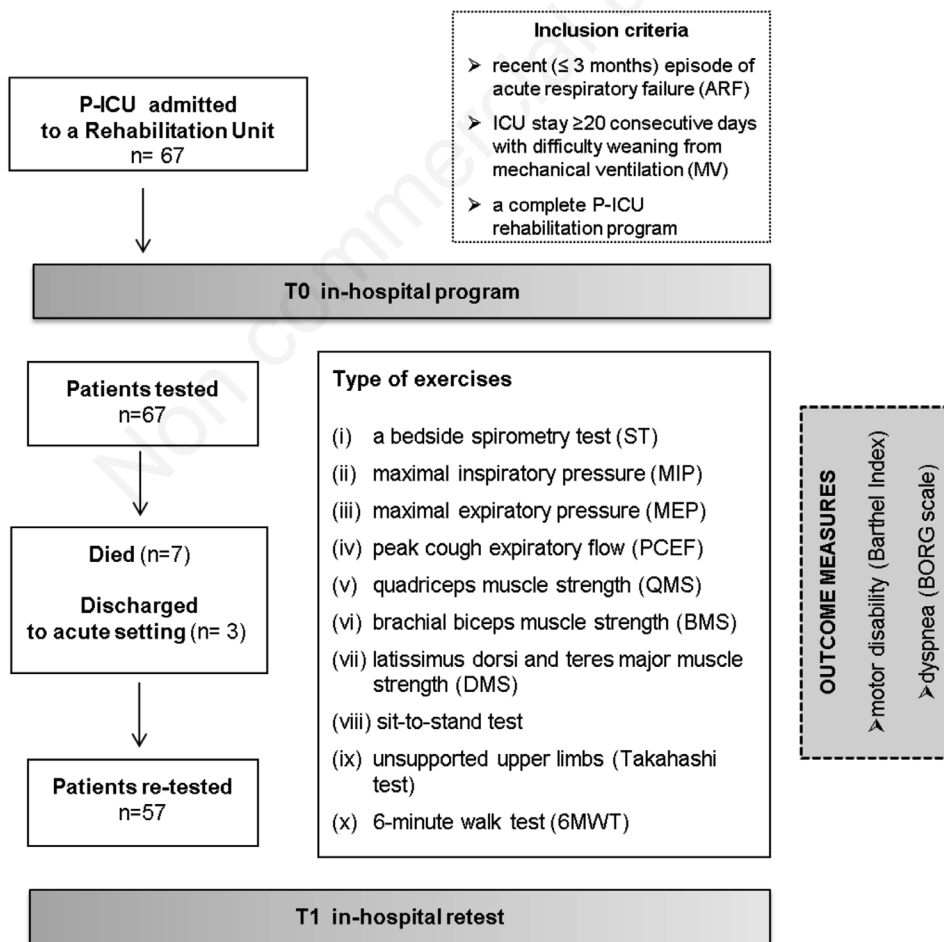 Inclusion criteria
➢ recent (≤ 3 months) episode of
acute respiratory failure (ARF)
➢ ICU stay ≥20 consecutive days
with difficulty weaning from
mechanical ventilation (MV)
➢ a complete P-ICU
rehabilitation program
P-ICU admitted
to a Rehabilitation Unit
n= 67
T0 in-hospital program
Patients tested
n=67
Died (n=7)
Discharged
to acute setting (n= 3)
Patients re-tested
n=57
Type of exercises
(i) a bedside spirometry test (ST)
(ii) maximal inspiratory pressure (MIP)
(iii) maximal expiratory pressure (MEP)
(iv) peak cough expiratory flow (PCEF)
(v) quadriceps muscle strength (QMS)
(vi) brachial biceps muscle strength (BMS)
(vii) latissimus dorsi and teres major muscle
strength (DMS)
(viii) sit-to-stand test
(ix) unsupported upper limbs (Takahashi
test)
(x) 6-minute walk test (6MWT)
OUTCOME MEASURES
➢motor disability (Barthel Index)
➢dyspnea (BORG scale)
T1 in-hospital retest
Non commercial